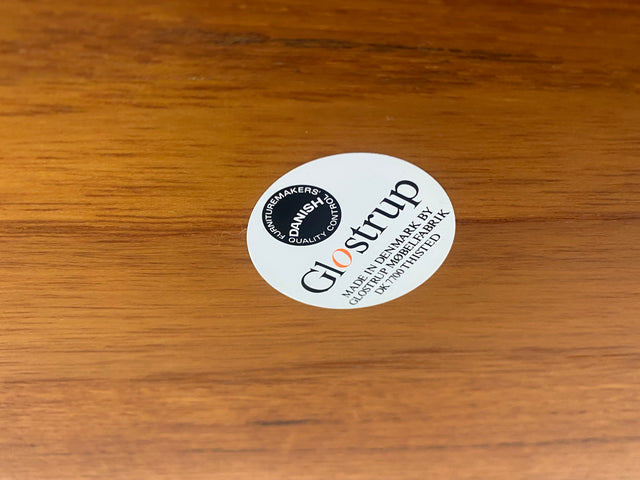 FURNITUREMAKERS'
DANISH
QUALITY CONTROL
Glostrup
MADE IN DENMARK BY
GLOSTRUP MØBELFABRIK
DK 7700 THISTED